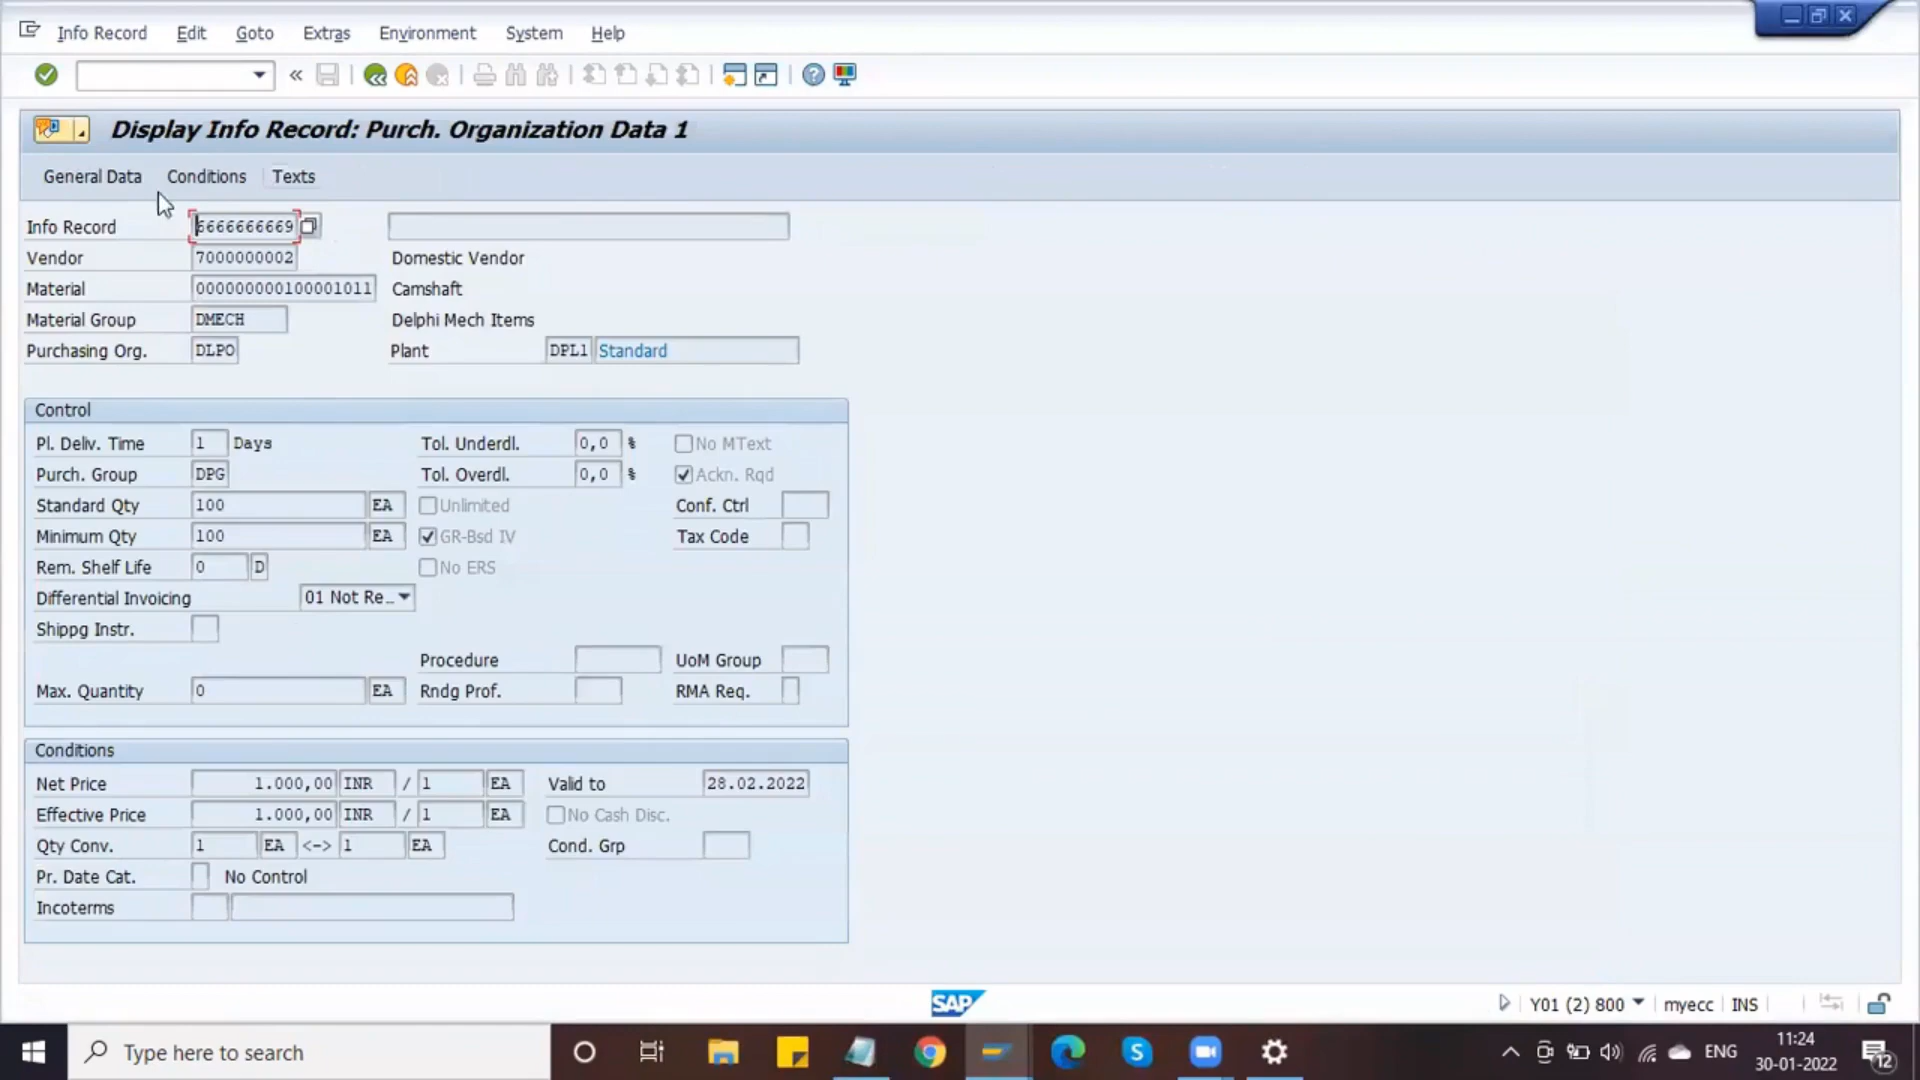 Info Record Edit Goto Extras Environment System Help
Display Info Record: Purch. Organization Data 1
General Data Conditions Texts
Info Record 6666666669
Vendor 7000000002 Domestic Vendor
Material 000000000100001011 Camshaft
Material Group DMECH Delphi Mech Items
Purchasing Org. DLPO Plant DPL1 Standard
Control
Pl. Deliv. Time 1 Days Tol. Underdl. 0,0 % No MText
Purch. Group DPG Tol. Overdl. 0,0 % Ackn. Rqd
Standard Qty 100 EA Unlimited Conf. Ctrl
Minimum Qty 100 EA GR-Bsd IV Tax Code
Rem. Shelf Life 0 D No ERS
Differential Invoicing 01 Not Re...
Shippg Instr.
Procedure UoM Group
Max. Quantity 0 EA Rndg Prof. RMA Req.
Conditions
Net Price 1.000,00 INR / 1 EA Valid to 28.02.2022
Effective Price 1.000,00 INR / 1 EA No Cash Disc.
Qty Conv. 1 EA <-> 1 EA Cond. Grp
Pr. Date Cat. No Control
Incoterms
SAP Y01 (2) 800 myecc INS
Type here to search ENG 11:24
30-01-2022 12